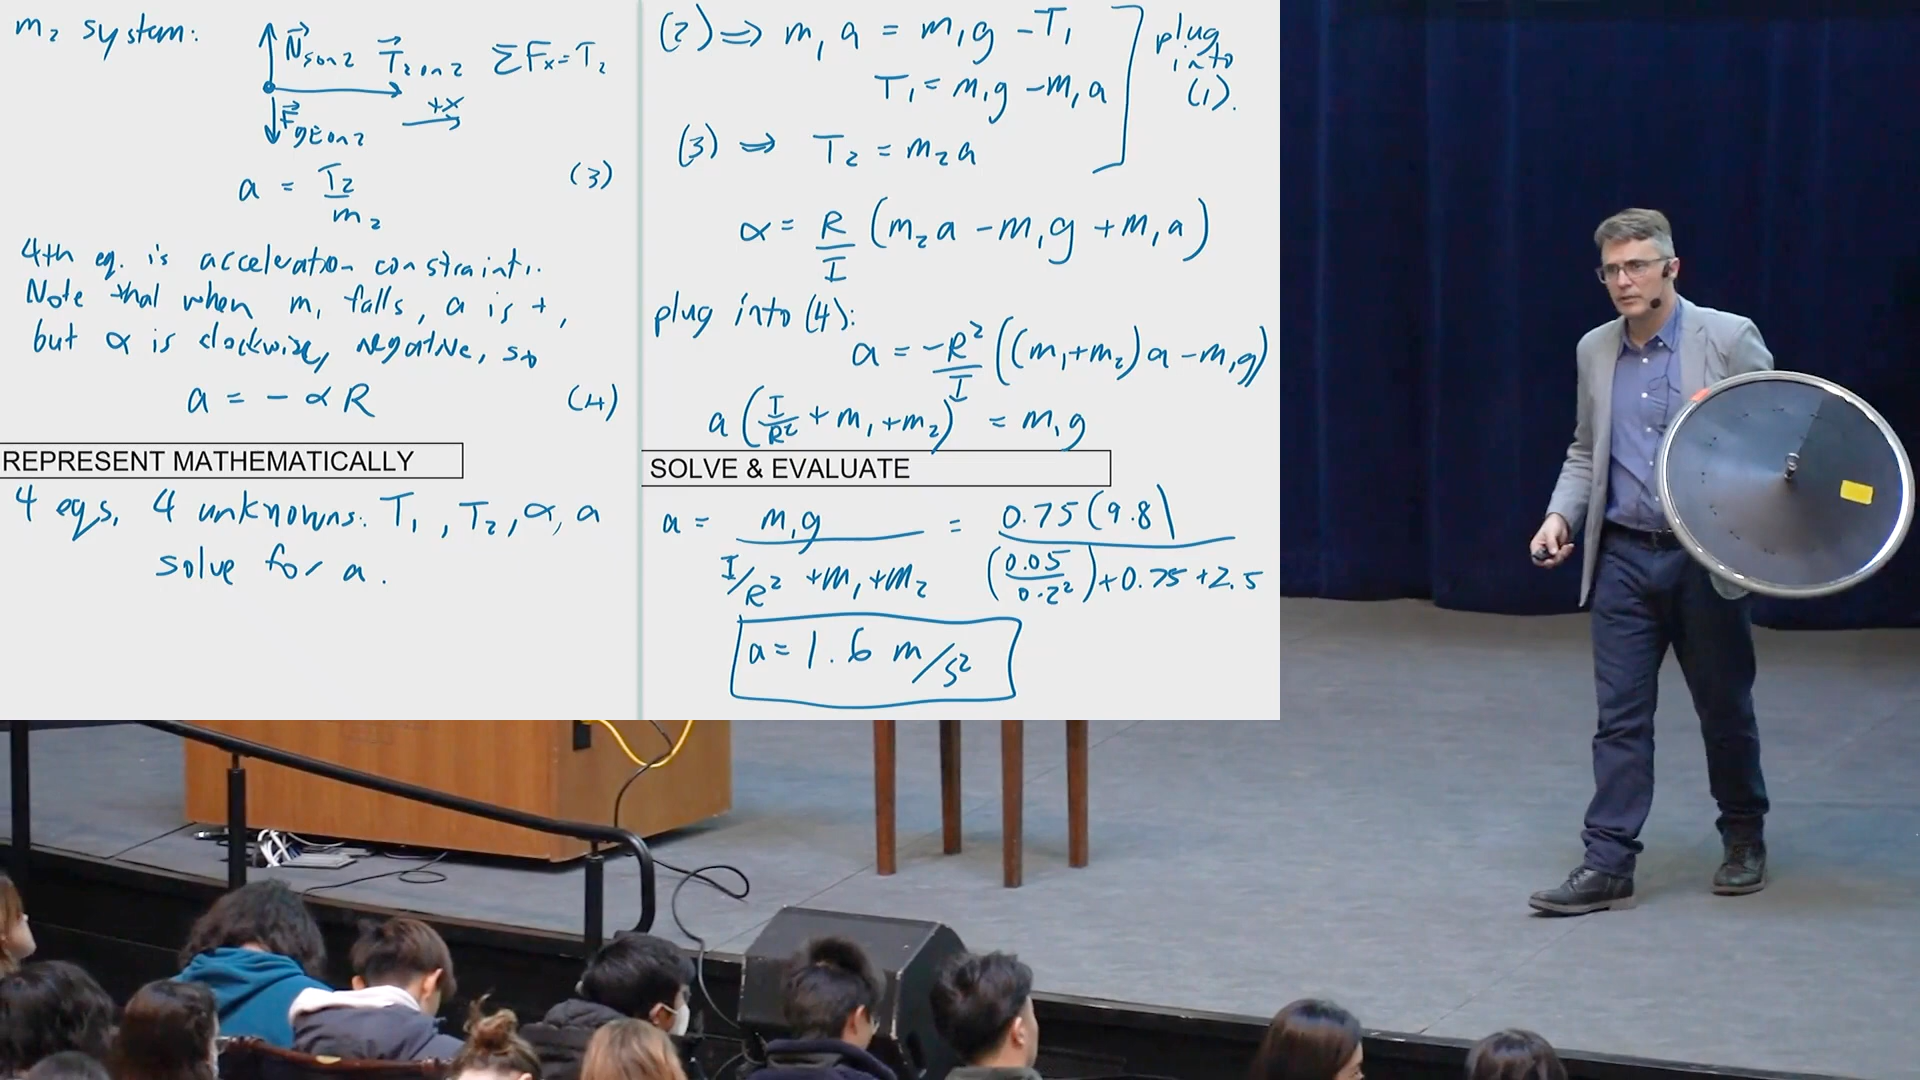 m₂ system:
N⃗ S on 2
T⃗ 2 on 2
ΣFx = T₂
+x
F⃗ g E on 2
a = T₂/m₂ (3)
4th eq. is acceleration constraint.
Note that when m₁ falls, a is +,
but α is clockwise, negative, so
a = -αR (4)
REPRESENT MATHEMATICALLY
4 eqs, 4 unknowns: T₁, T₂, α, a
solve for a.
(2) ⇒ m₁a = m₁g - T₁
T₁ = m₁g - m₁a
(3) ⇒ T₂ = m₂a
plug
into
(1).
α = R/I (m₂a - m₁g + m₁a)
plug into (4):
a = -R²/I ((m₁+m₂)a - m₁g)
a (I/R² + m₁ + m₂) = m₁g
SOLVE & EVALUATE
a = m₁g / (I/R² + m₁ + m₂) = 0.75(9.8) / ((0.05/0.2²) + 0.75 + 2.5)
a = 1.6 m/s²